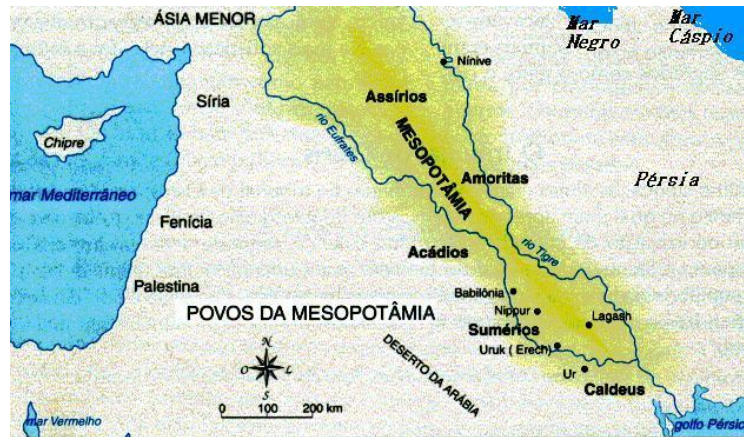 ÁSIA MENOR
Mar
Negro
Mar
Cáspio
Nínive
Síria
Assírios
rio Eufrates
Chipre
MESOPOTÂMIA
Amoritas
Pérsia
mar Mediterrâneo
Fenícia
rio Tigre
Acádios
Palestina
Babilônia
POVOS DA MESOPOTÂMIA
Nippur
Lagash
Sumérios
Uruk ( Erech)
DESERTO DA ARÁBIA
N
O
L
S
Ur
Caldeus
0 100 200 km
mar Vermelho
golfo Pérsic